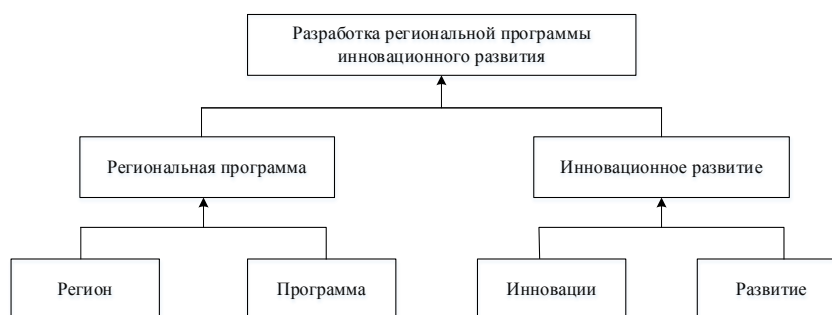 Разработка региональной программы
инновационного развития
Региональная программа
Инновационное развитие
Регион
Программа
Инновации
Развитие